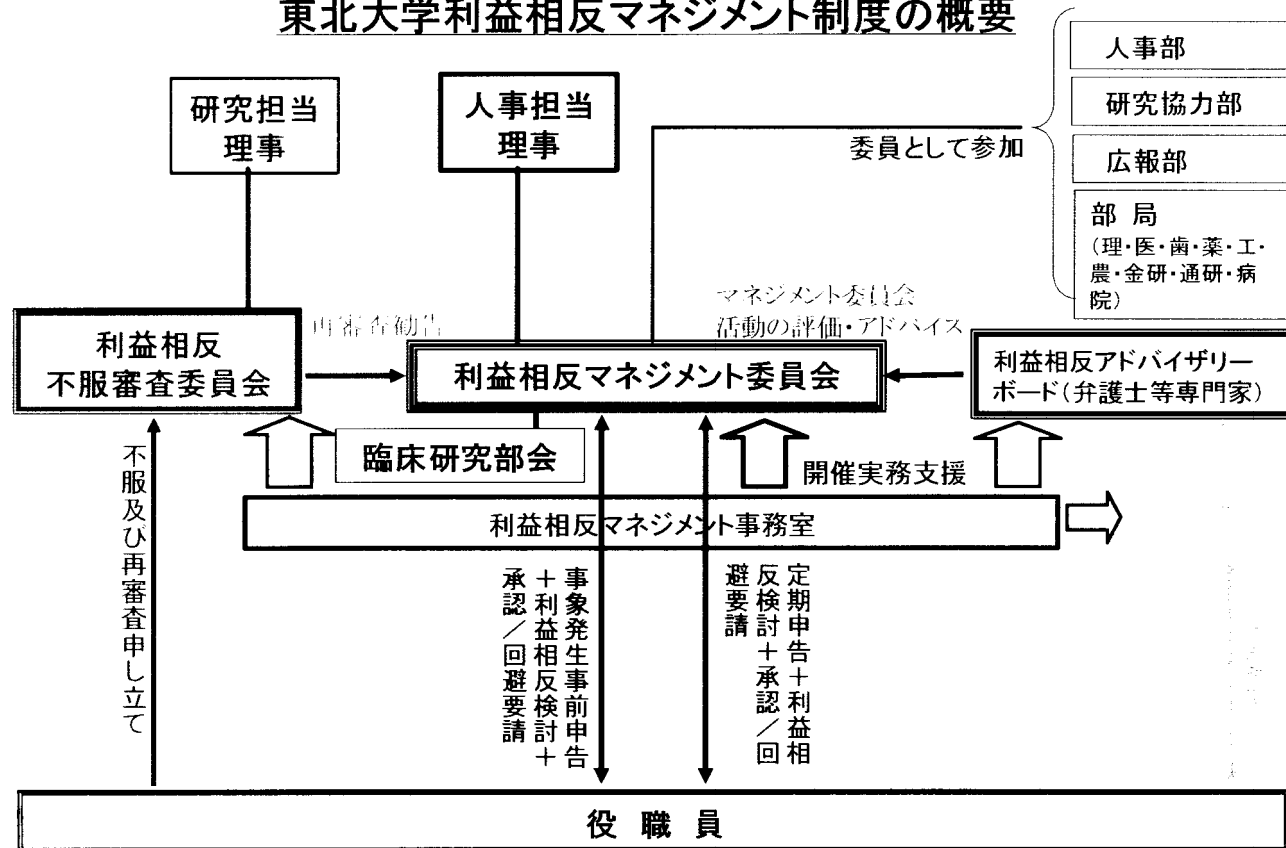 東北大学利益相反マネジメント制度の概要
研究担当
理事
人事担当
理事
委員として参加
人事部
研究協力部
広報部
部 局
(理・医・歯・薬・工・
農・金研・通研・病
院)
再審査勧告
マネジメント委員会
活動の評価・アドバイス
利益相反
不服審査委員会
利益相反マネジメント委員会
利益相反アドバイザリー
ボード(弁護士等専門家)
臨床研究部会
開催実務支援
利益相反マネジメント事務室
不服及び再審査申し立て
事象発生事前申告
+利益相反検討+
承認/回避要請
定期申告+利益相
反検討+承認/回
避要請
役 職 員